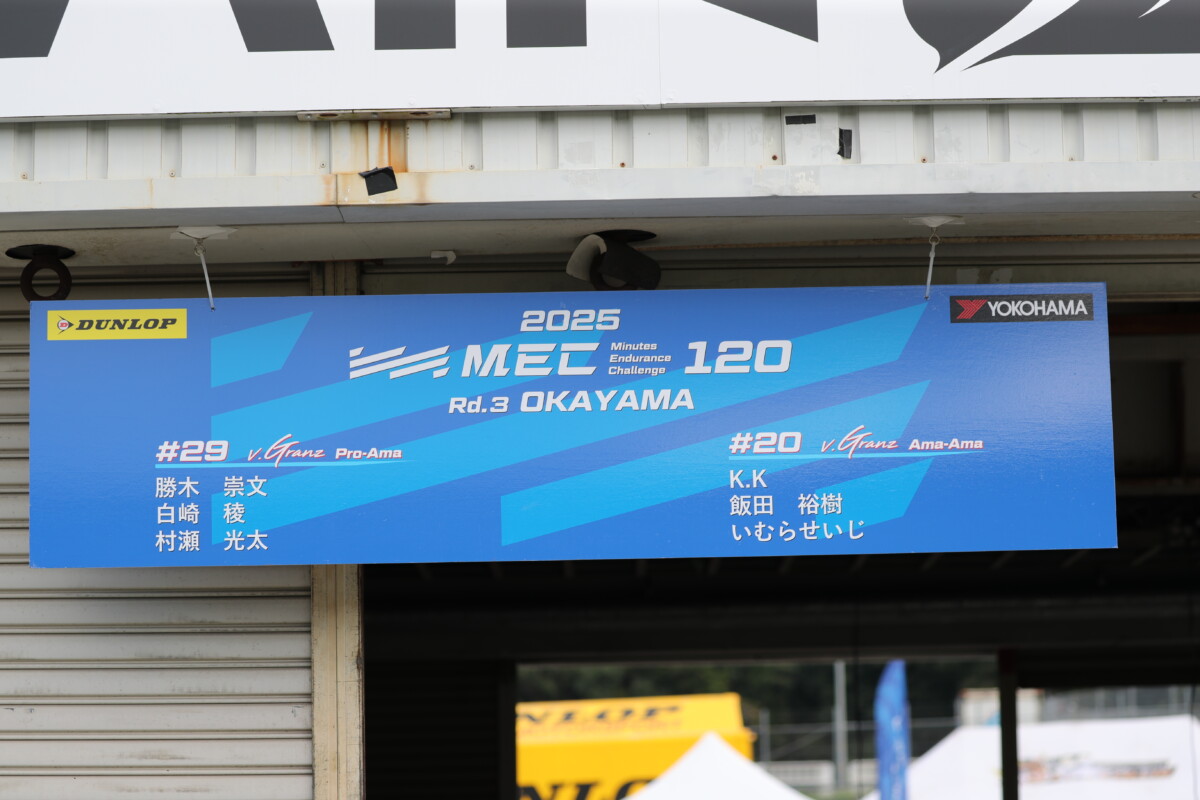 DUNLOP
YOKOHAMA
2025
MEC Minutes Endurance Challenge 120
Rd.3 OKAYAMA
#29 v.Granz Pro-Ama
勝木 崇文
白崎 稜
村瀬 光太
#20 v.Granz Ama-Ama
K.K
飯田 裕樹
いむらせいじ
DUNLOP